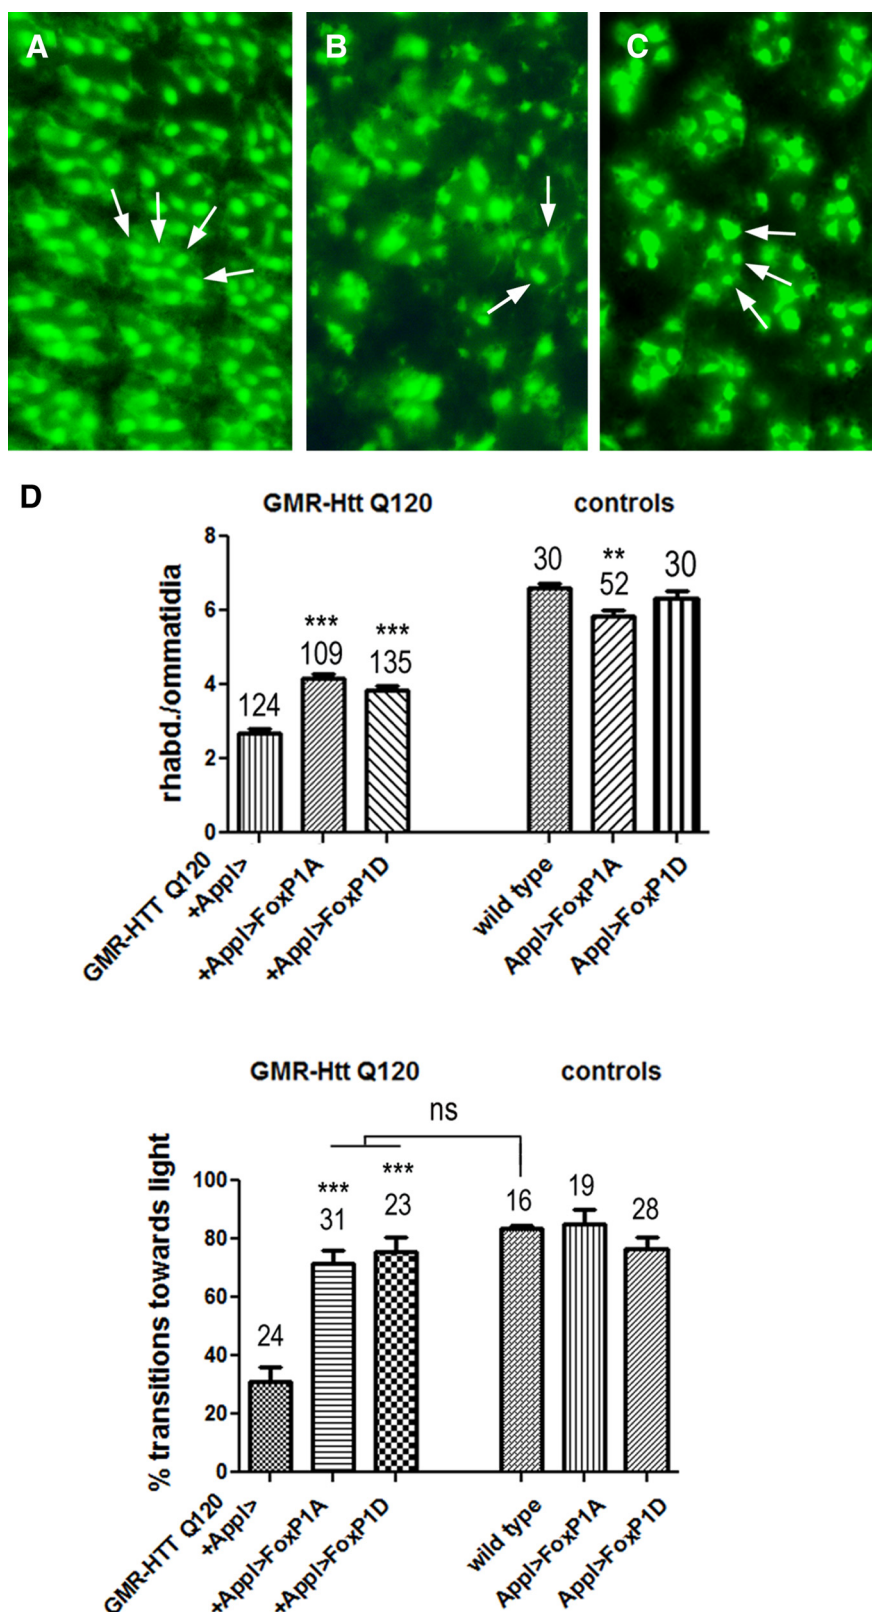 A
B
C
D
GMR-Htt Q120
controls
rhabd./ommatidia
8
6
4
2
0
124
***
109
***
135
30
**
52
30
GMR-HTT Q120
+Appl>
+Appl>FoxP1A
+Appl>FoxP1D
wild type
Appl>FoxP1A
Appl>FoxP1D
GMR-Htt Q120
controls
ns
% transitions towards light
100
80
60
40
20
0
24
***
31
***
23
16
19
28
GMR-HTT Q120
+Appl>
+Appl>FoxP1A
+Appl>FoxP1D
wild type
Appl>FoxP1A
Appl>FoxP1D